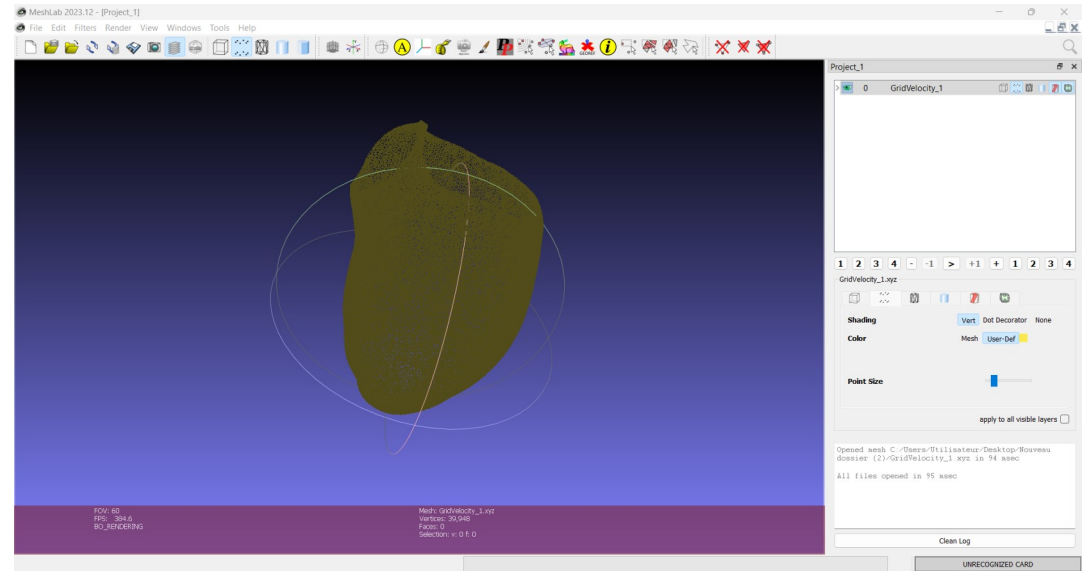 MeshLab 2023.12 - [Project_1]
File Edit Filters Render View Windows Tools Help
A
GEOREF
i
Project_1
0 GridVelocity_1
1 2 3 4 - -1 > +1 + 1 2 3 4
GridVelocity_1.xyz
Shading Vert Dot Decorator None
Color Mesh User-Def
Point Size
apply to all visible layers
Opened mesh C:/Users/Utilisateur/Desktop/Nouveau
dossier (2)/GridVelocity_1.xyz in 94 msec
All files opened in 95 msec
Clean Log
FOV: 60
FPS: 384.6
BO_RENDERING
Mesh: GridVelocity_1.xyz
Vertices: 39,948
Faces: 0
Selection: v: 0 f: 0
UNRECOGNIZED CARD